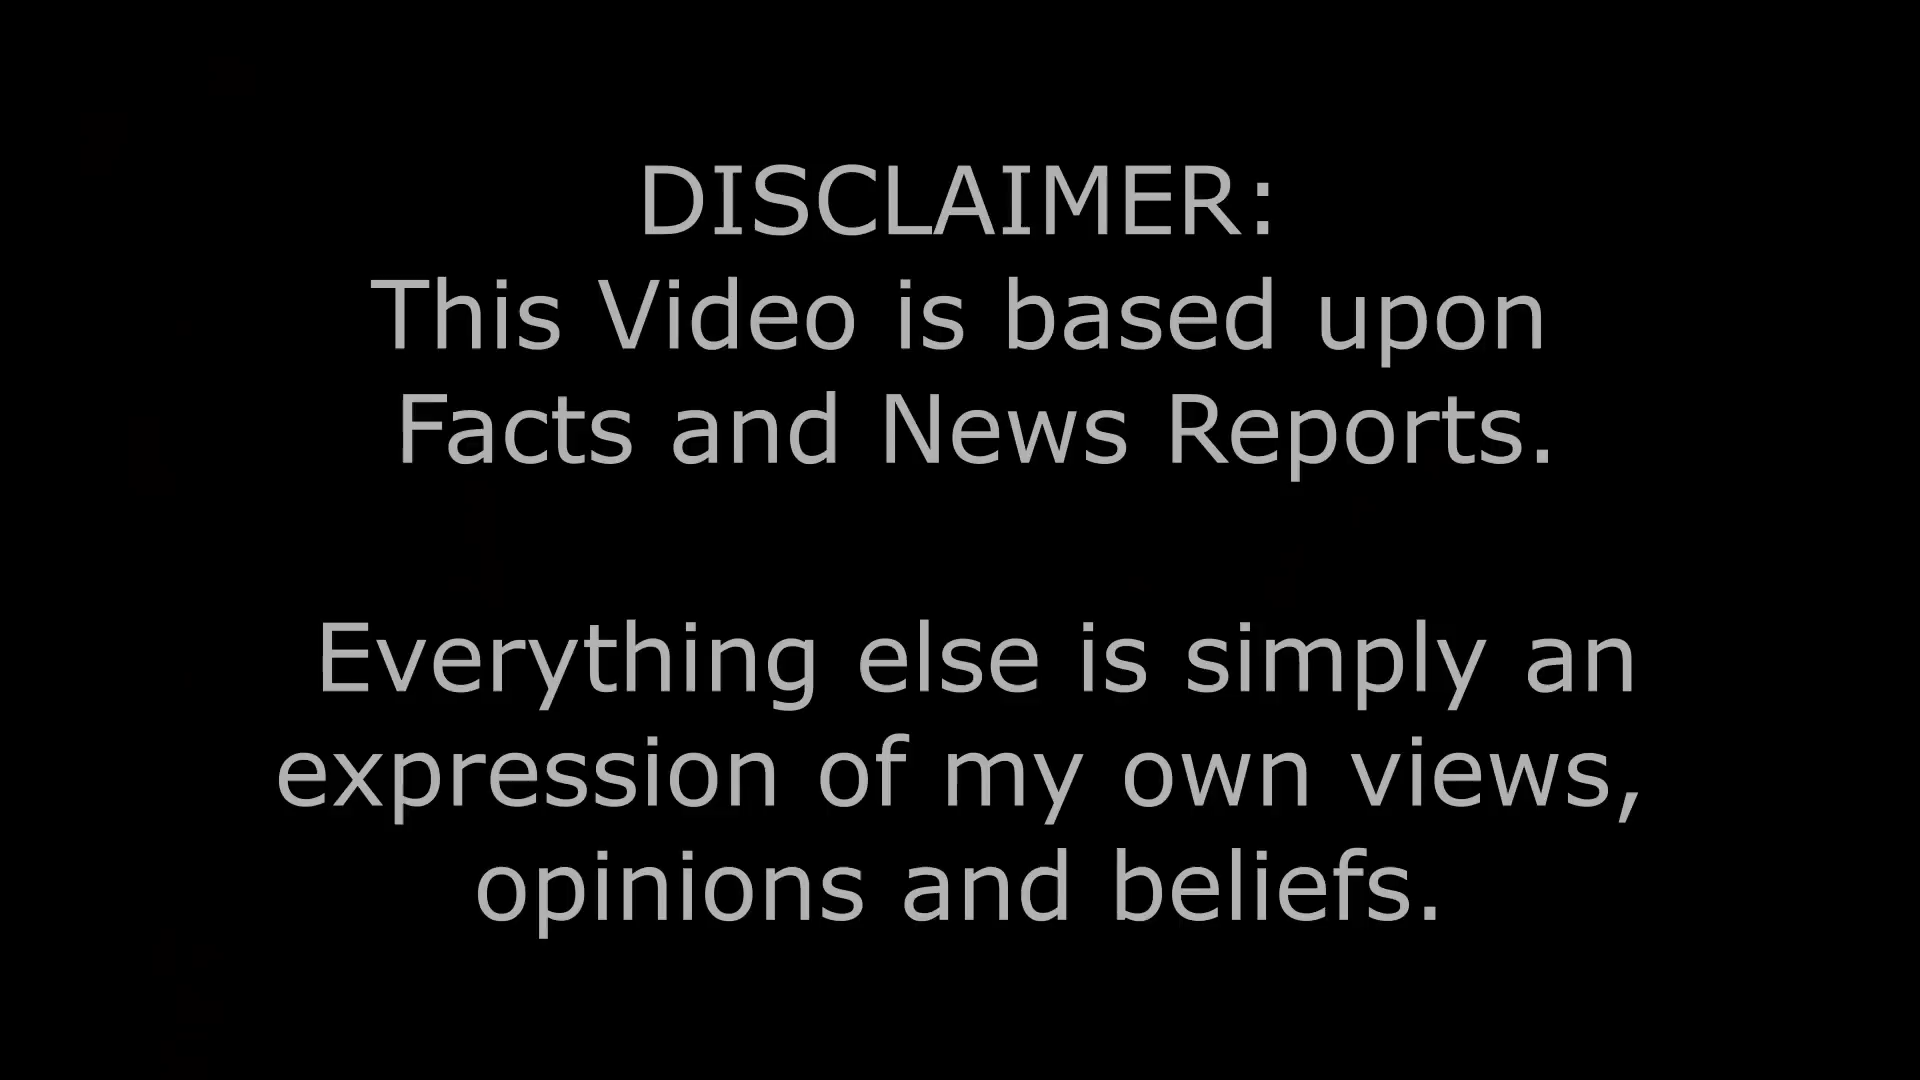 DISCLAIMER:
This Video is based upon
Facts and News Reports.
Everything else is simply an
expression of my own views,
opinions and beliefs.